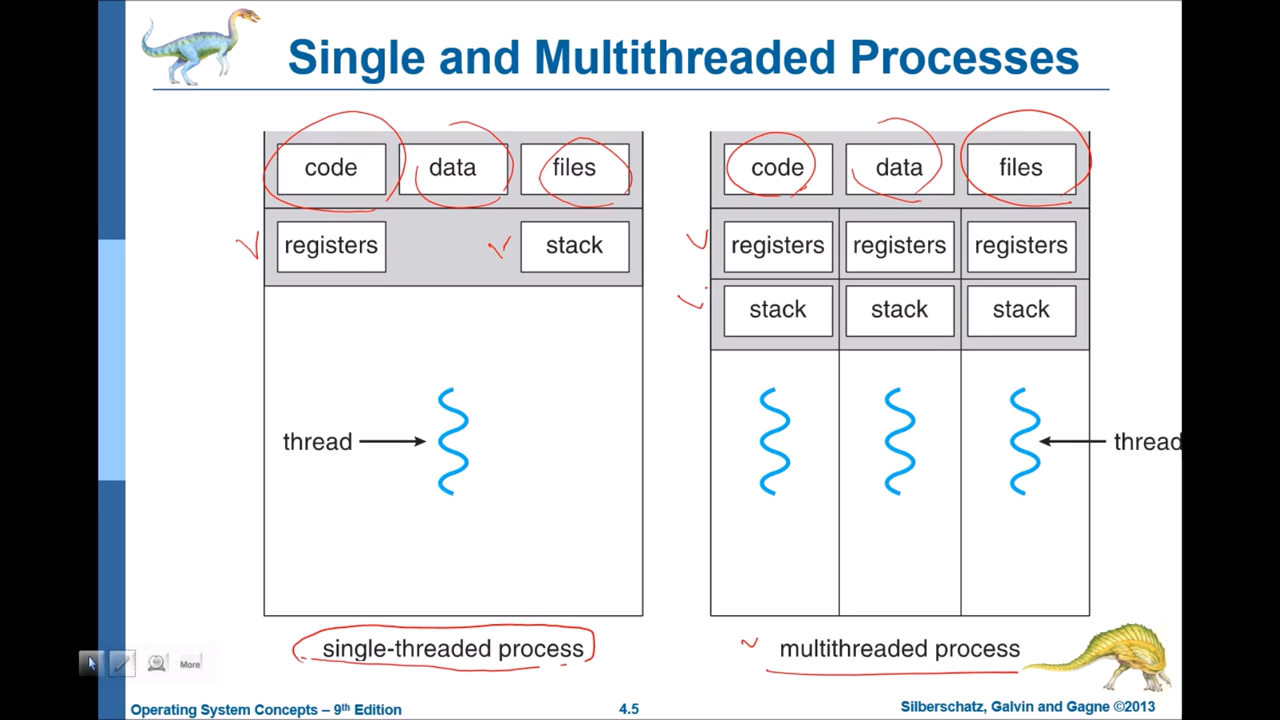 Single and Multithreaded Processes
code data files code data files
registers stack registers registers registers
stack stack stack
thread thread
single-threaded process multithreaded process
More
Operating System Concepts – 9th Edition 4.5 Silberschatz, Galvin and Gagne ©2013